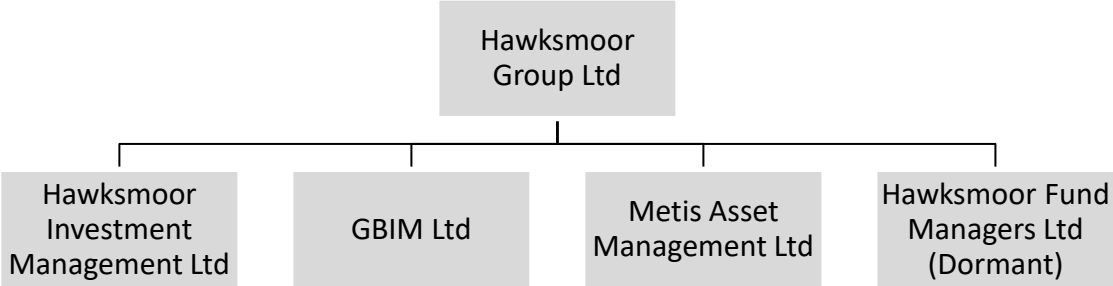 Hawksmoor
Group Ltd
Hawksmoor
Investment
Management Ltd
GBIM Ltd
Metis Asset
Management Ltd
Hawksmoor Fund
Managers Ltd
(Dormant)